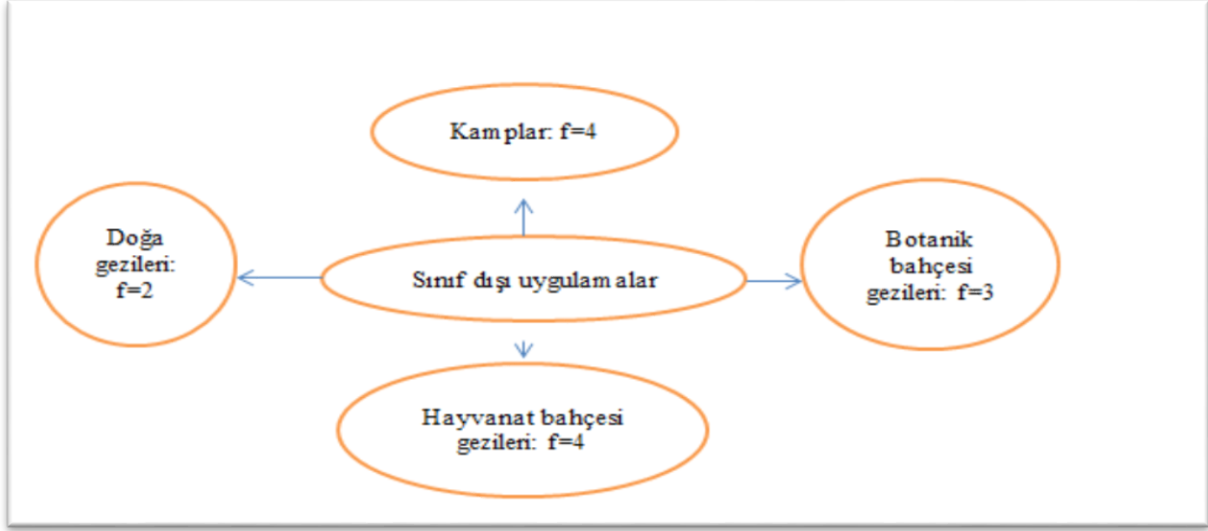 Kamplar: f=4
Doğa
gezileri:
f=2
Sınıf dışı uygulamalar
Botanik
bahçesi
gezileri: f=3
Hayvanat bahçesi
gezileri: f=4